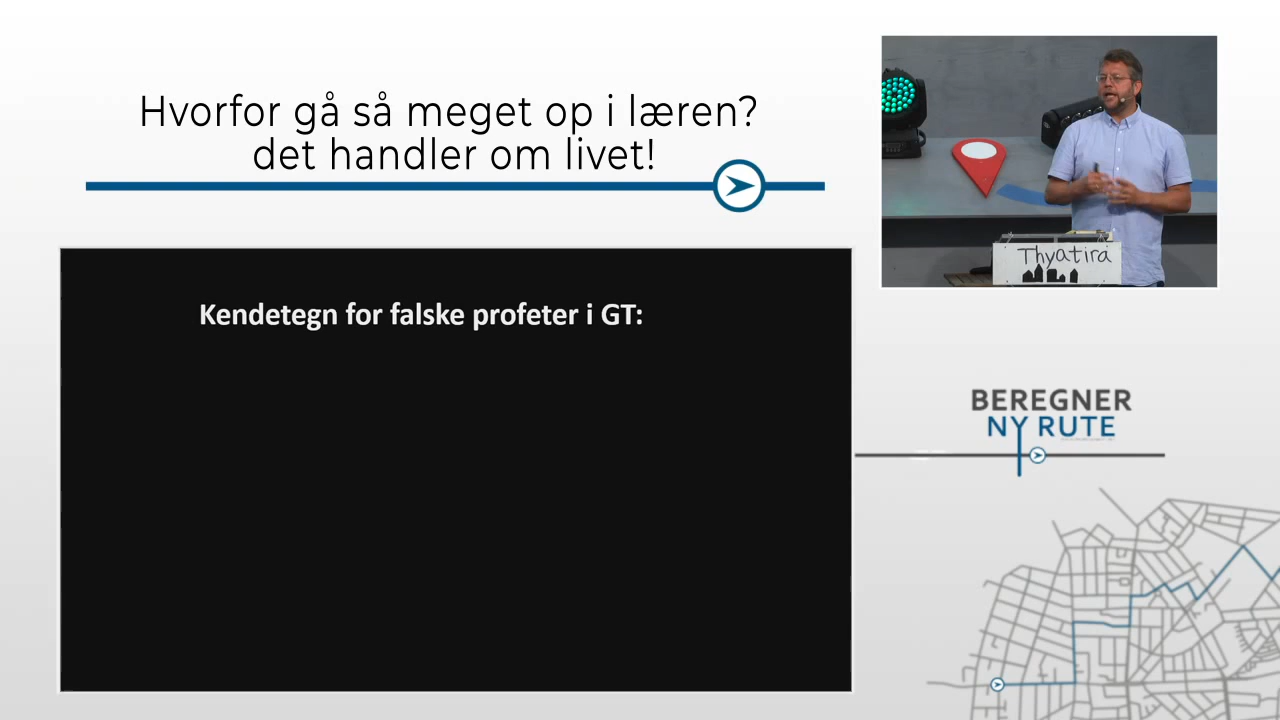 Hvorfor gå så meget op i læren?
det handler om livet!
Kendetegn for falske profeter i GT:
Thyatira
BEREGNER
NY RUTE